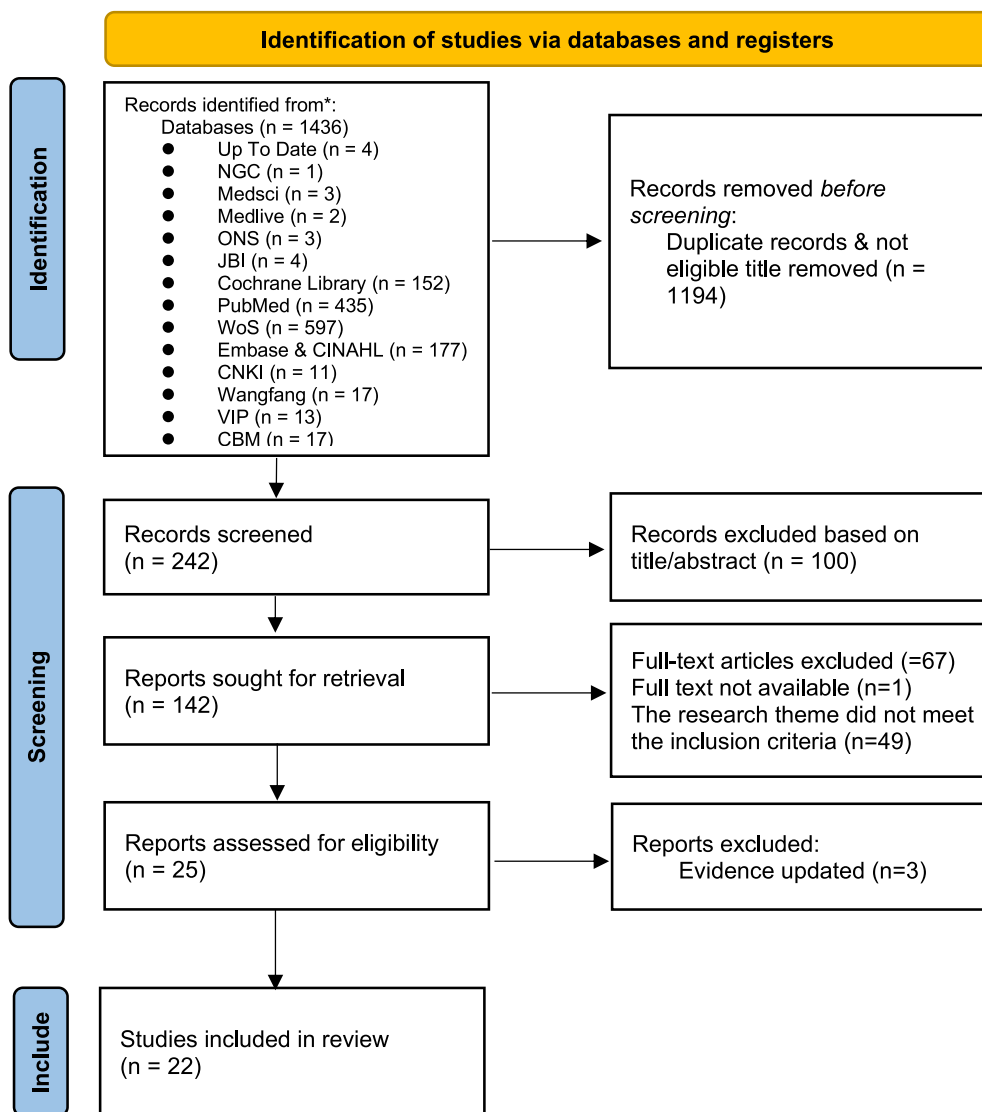 Identification of studies via databases and registers
Identification
Records identified from*:
Databases (n = 1436)
● Up To Date (n = 4)
● NGC (n = 1)
● Medsci (n = 3)
● Medlive (n = 2)
● ONS (n = 3)
● JBI (n = 4)
● Cochrane Library (n = 152)
● PubMed (n = 435)
● WoS (n = 597)
● Embase & CINAHL (n = 177)
● CNKI (n = 11)
● Wangfang (n = 17)
● VIP (n = 13)
● CBM (n = 17)
Records removed before
screening:
Duplicate records & not
eligible title removed (n =
1194)
Screening
Records screened
(n = 242)
Records excluded based on
title/abstract (n = 100)
Reports sought for retrieval
(n = 142)
Full-text articles excluded (=67)
Full text not available (n=1)
The research theme did not meet
the inclusion criteria (n=49)
Reports assessed for eligibility
(n = 25)
Reports excluded:
Evidence updated (n=3)
Include
Studies included in review
(n = 22)